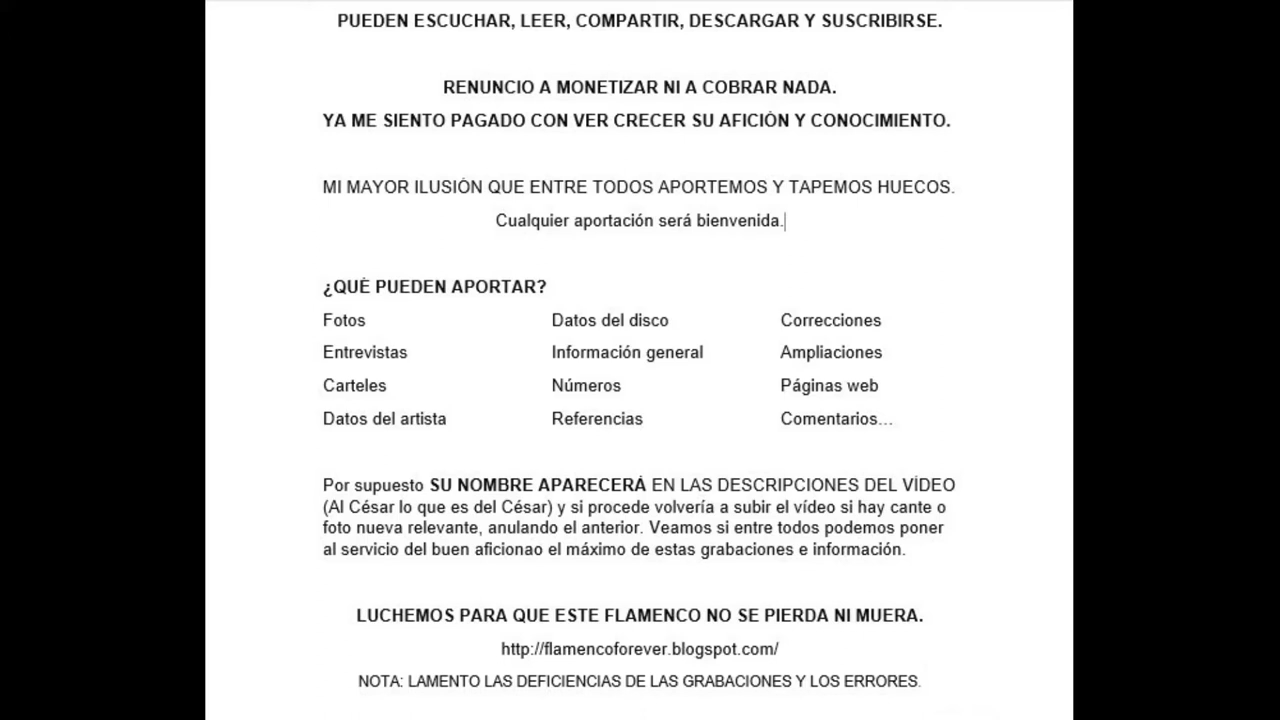 PUEDEN ESCUCHAR, LEER, COMPARTIR, DESCARGAR Y SUSCRIBIRSE.
RENUNCIO A MONETIZAR NI A COBRAR NADA.
YA ME SIENTO PAGADO CON VER CRECER SU AFICIÓN Y CONOCIMIENTO.
MI MAYOR ILUSIÓN QUE ENTRE TODOS APORTEMOS Y TAPEMOS HUECOS.
Cualquier aportación será bienvenida.
¿QUÉ PUEDEN APORTAR?
Fotos Datos del disco Correcciones
Entrevistas Información general Ampliaciones
Carteles Números Páginas web
Datos del artista Referencias Comentarios...
Por supuesto SU NOMBRE APARECERÁ EN LAS DESCRIPCIONES DEL VÍDEO
(Al César lo que es del César) y si procede volvería a subir el vídeo si hay cante o
foto nueva relevante, anulando el anterior. Veamos si entre todos podemos poner
al servicio del buen aficionao el máximo de estas grabaciones e información.
LUCHEMOS PARA QUE ESTE FLAMENCO NO SE PIERDA NI MUERA.
http://flamencoforever.blogspot.com/
NOTA: LAMENTO LAS DEFICIENCIAS DE LAS GRABACIONES Y LOS ERRORES.